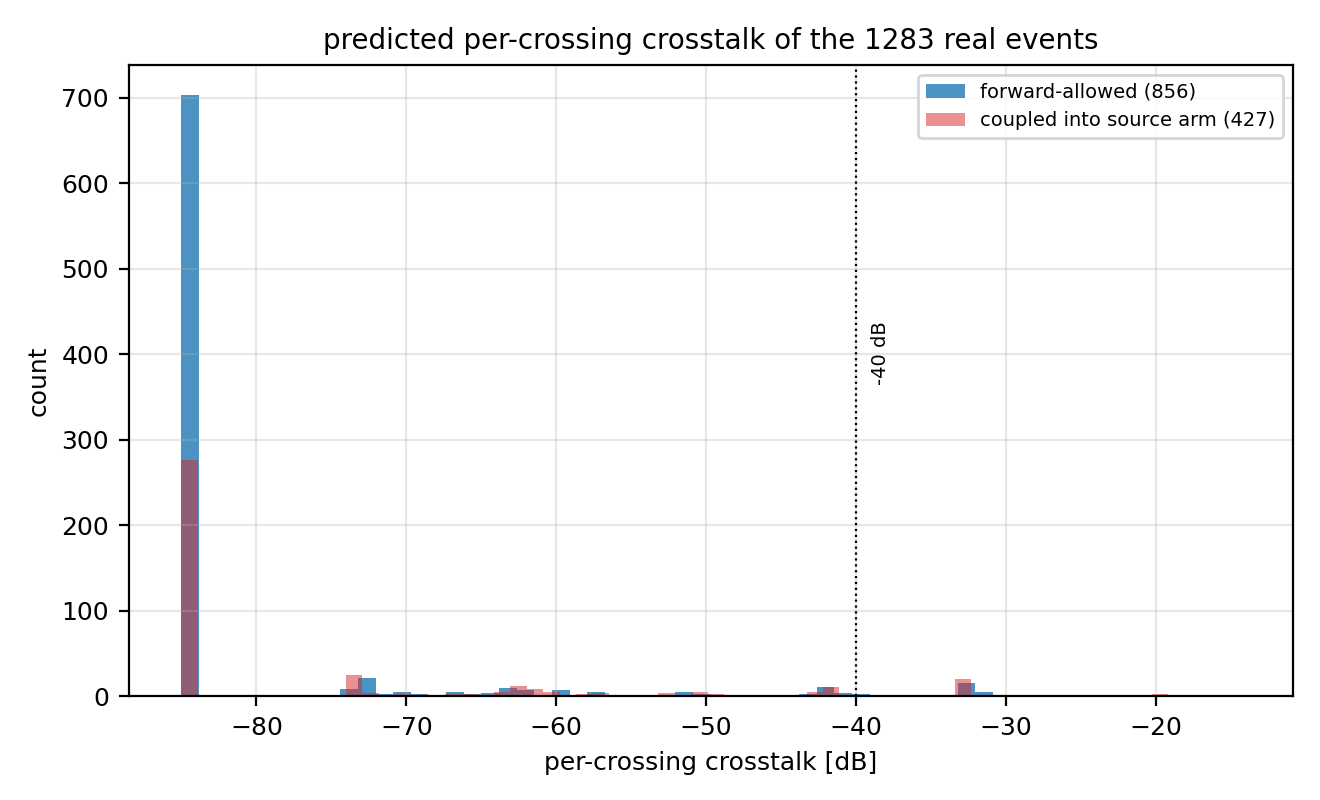 predicted per-crossing crosstalk of the 1283 real events
forward-allowed (856)
coupled into source arm (427)
700
600
500
400
300
200
100
0
count
-40 dB
−80
−70
−60
−50
−40
−30
−20
per-crossing crosstalk [dB]